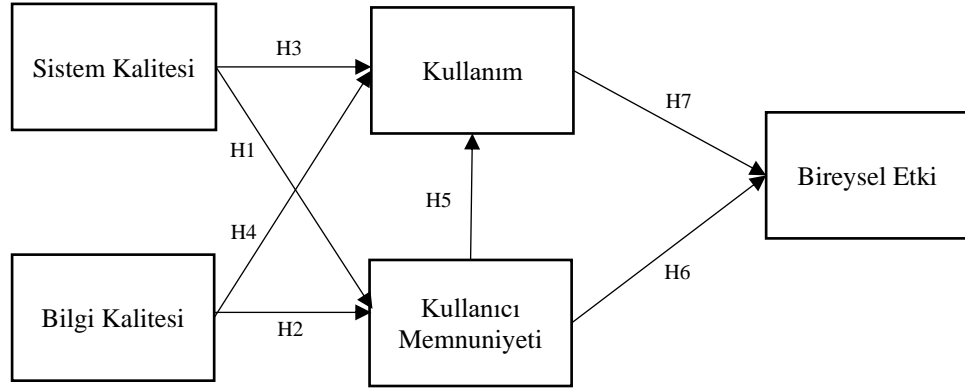 Sistem Kalitesi
H3
Kullanım
H7
H1
Bireysel Etki
H5
H4
H6
Bilgi Kalitesi
H2
Kullanıcı
Memnuniyeti